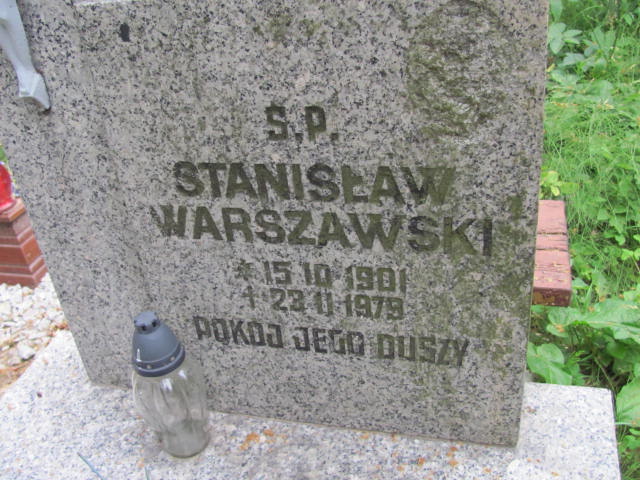 Ś.P.
STANISŁAW
WARSZAWSKI
* 15 10 1901
† 23 11 1979
POKÓJ JEGO DUSZY